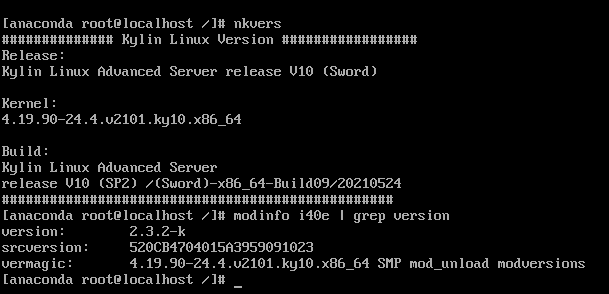 [anaconda root@localhost /]# nkvers
############## Kylin Linux Version #################
Release:
Kylin Linux Advanced Server release V10 (Sword)
Kernel:
4.19.90-24.4.v2101.ky10.x86_64
Build:
Kylin Linux Advanced Server
release V10 (SP2) /(Sword)-x86_64-Build09/20210524
#################################################
[anaconda root@localhost /]# modinfo i40e | grep version
version:        2.3.2-k
srcversion:     520CB4704015A3959091023
vermagic:       4.19.90-24.4.v2101.ky10.x86_64 SMP mod_unload modversions
[anaconda root@localhost /]# _